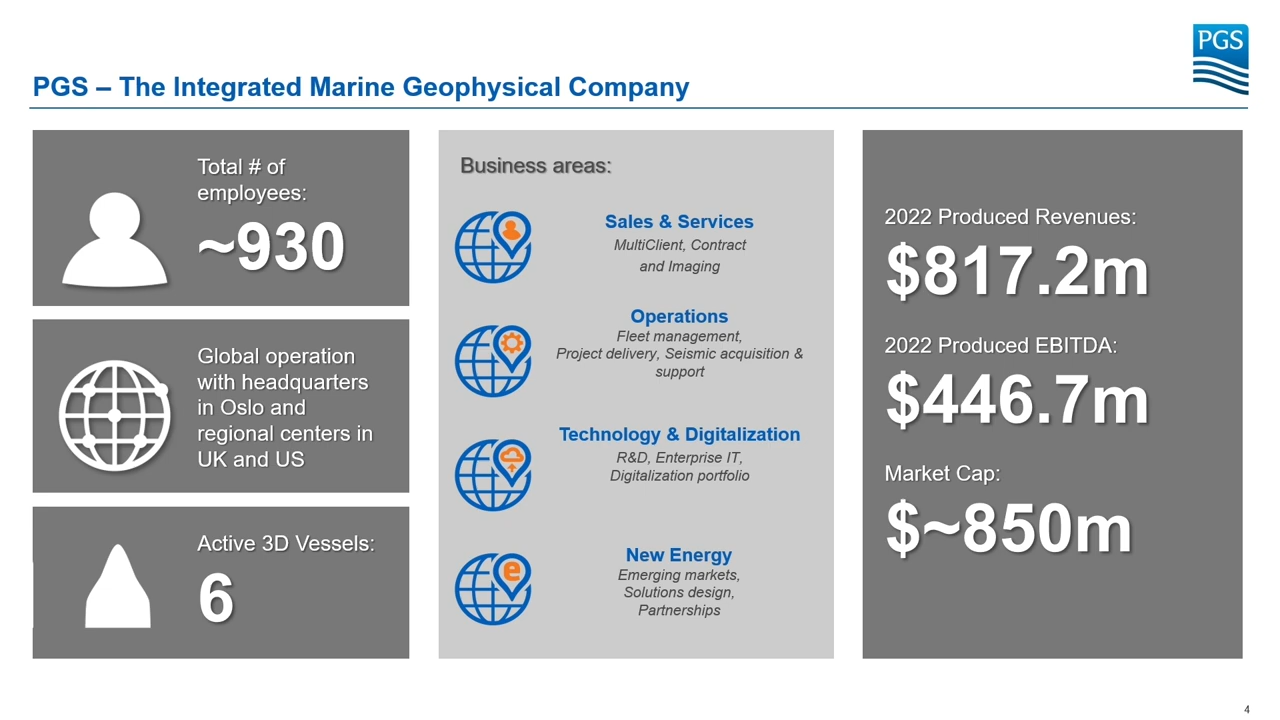 PGS
PGS – The Integrated Marine Geophysical Company
Total # of
employees:
~930
Global operation
with headquarters
in Oslo and
regional centers in
UK and US
Active 3D Vessels:
6
Business areas:
Sales & Services
MultiClient, Contract
and Imaging
Operations
Fleet management,
Project delivery, Seismic acquisition &
support
Technology & Digitalization
R&D, Enterprise IT,
Digitalization portfolio
New Energy
Emerging markets,
Solutions design,
Partnerships
e
2022 Produced Revenues:
$817.2m
2022 Produced EBITDA:
$446.7m
Market Cap:
$~850m
4